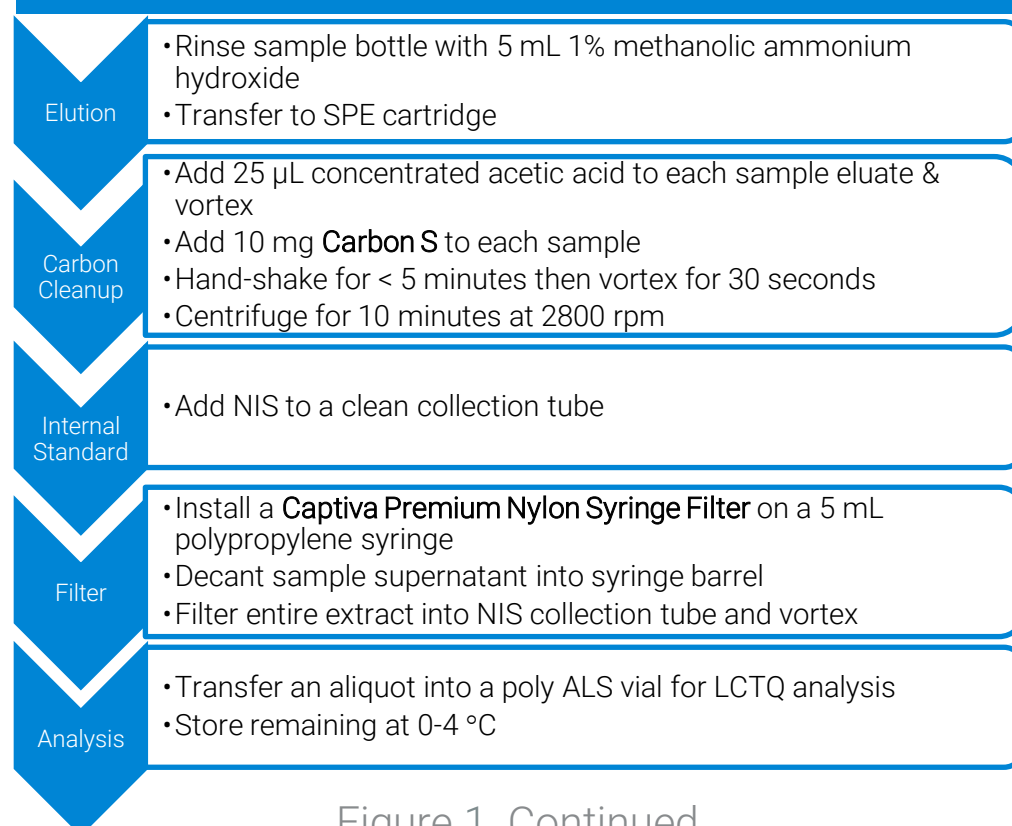 Elution
•Rinse sample bottle with 5 mL 1% methanolic ammonium
hydroxide
•Transfer to SPE cartridge
Carbon
Cleanup
•Add 25 µL concentrated acetic acid to each sample eluate &
vortex
•Add 10 mg Carbon S to each sample
•Hand-shake for < 5 minutes then vortex for 30 seconds
•Centrifuge for 10 minutes at 2800 rpm
Internal
Standard
•Add NIS to a clean collection tube
Filter
•Install a Captiva Premium Nylon Syringe Filter on a 5 mL
polypropylene syringe
•Decant sample supernatant into syringe barrel
•Filter entire extract into NIS collection tube and vortex
Analysis
•Transfer an aliquot into a poly ALS vial for LCTQ analysis
•Store remaining at 0-4 °C
Figure 1. Continued